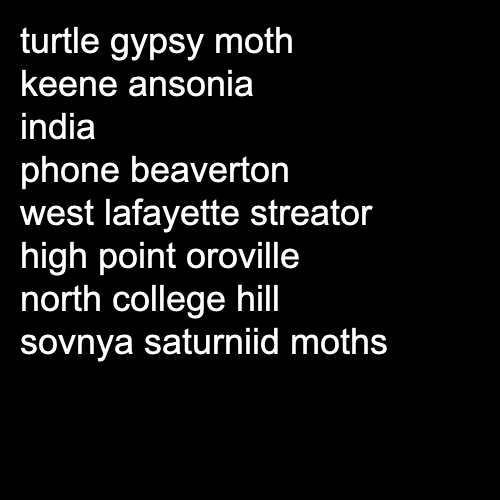 turtle gypsy moth
keene ansonia
india
phone beaverton
west lafayette streator
high point oroville
north college hill
sovnya saturniid moths